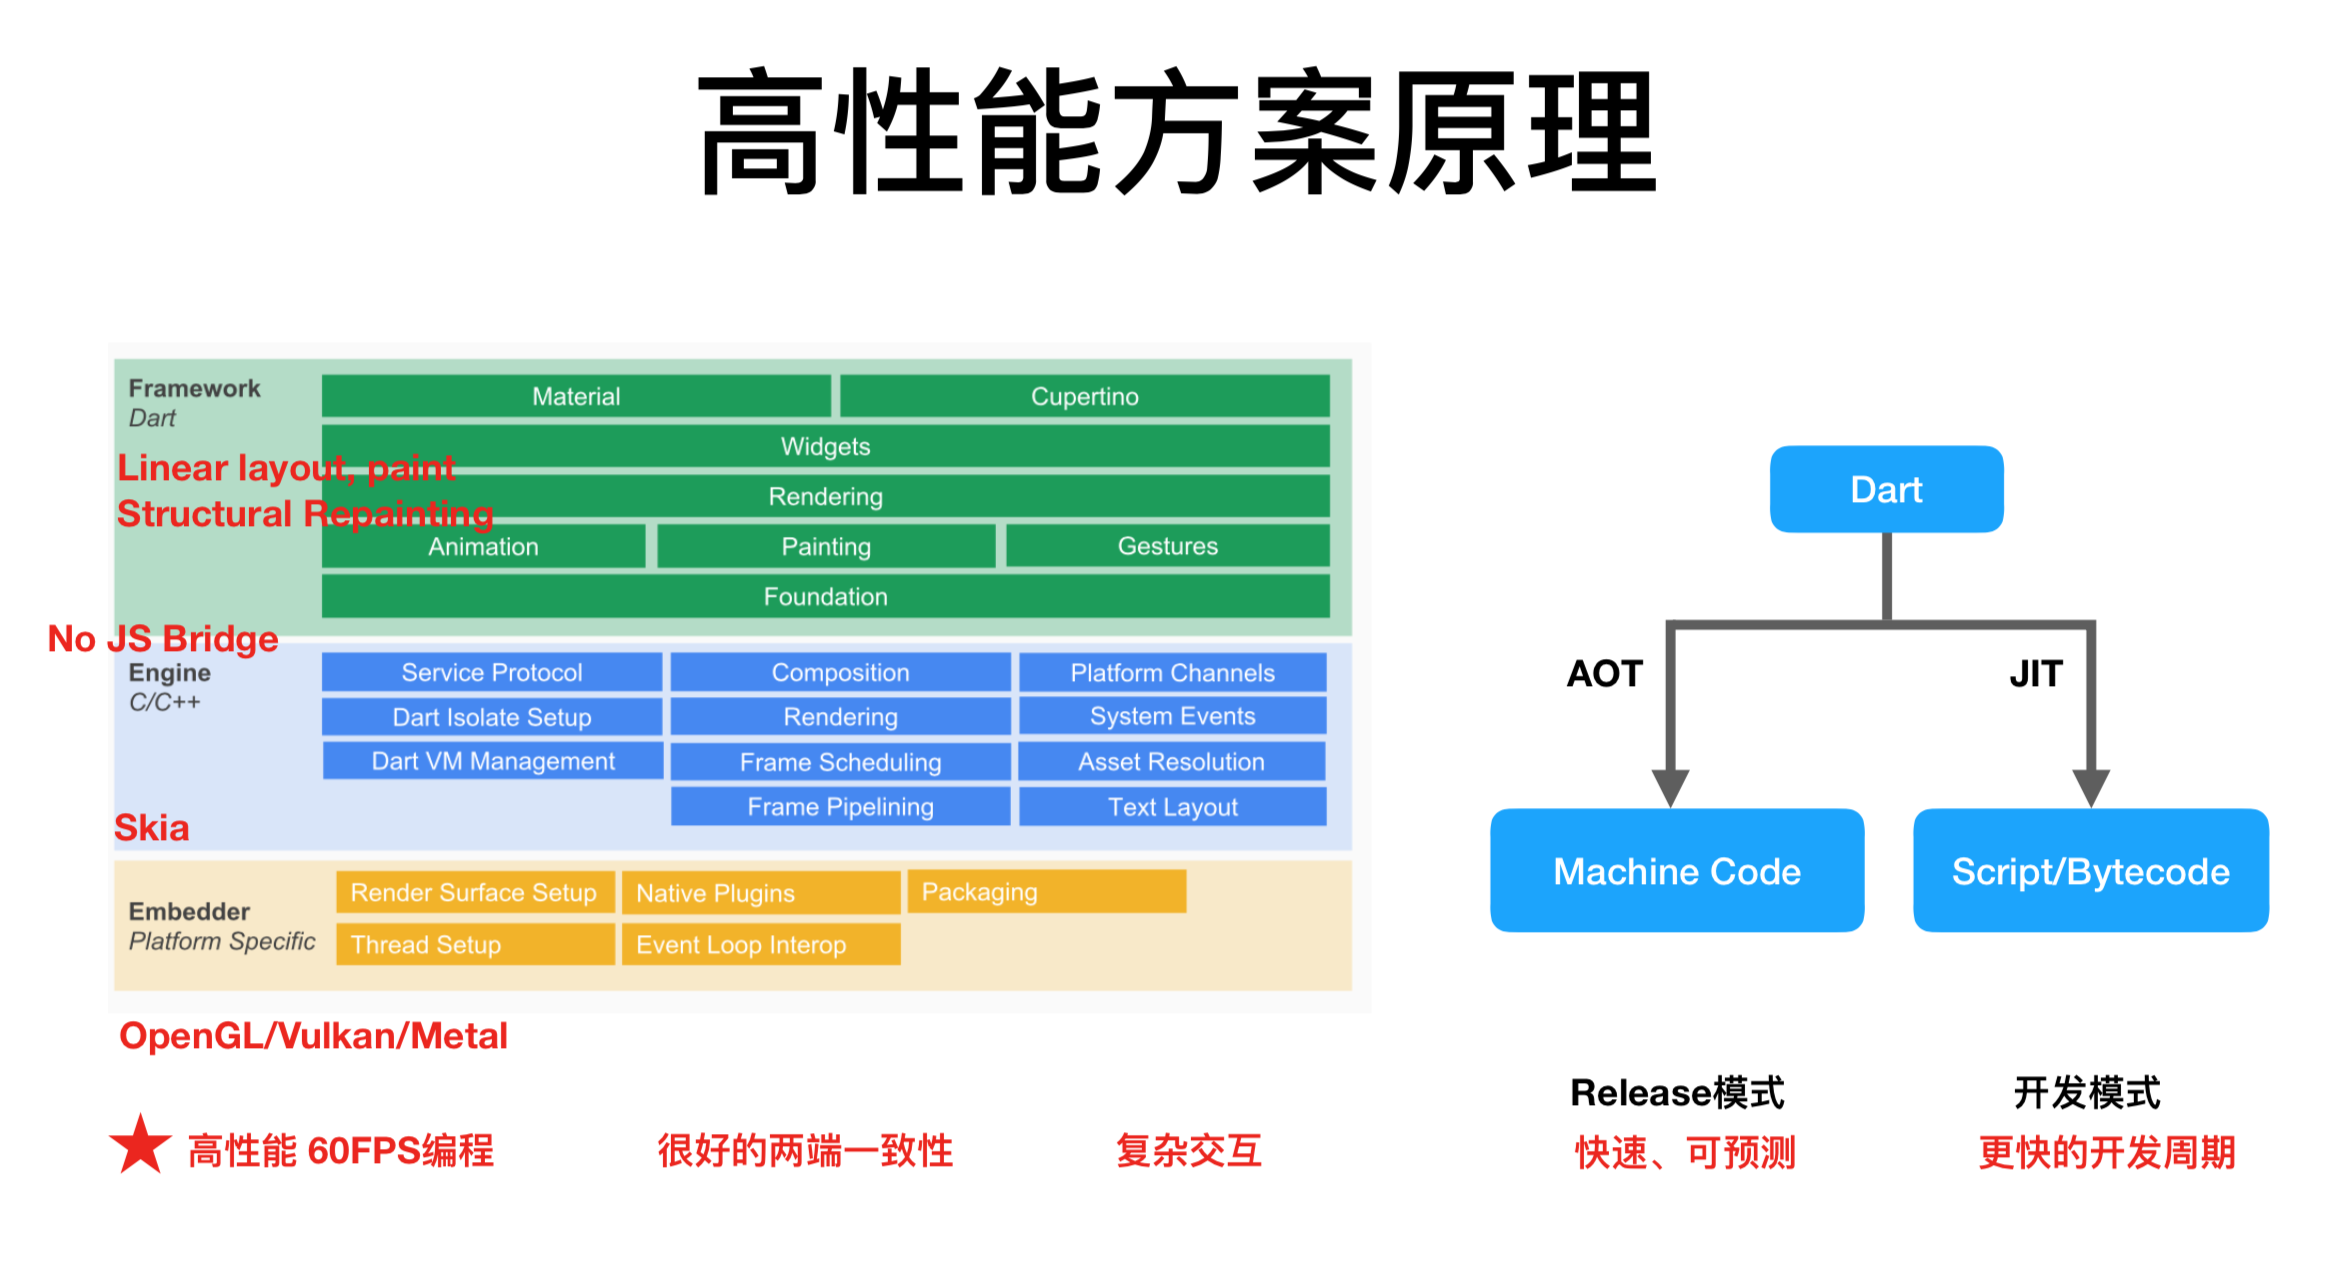 高性能方案原理
Framework
Dart
Material
Cupertino
Widgets
Linear layout, paint
Rendering
Structural Repainting
Animation
Painting
Gestures
Foundation
No JS Bridge
Engine
C/C++
Service Protocol
Composition
Platform Channels
Dart Isolate Setup
Rendering
System Events
Dart VM Management
Frame Scheduling
Asset Resolution
Frame Pipelining
Text Layout
Skia
Embedder
Platform Specific
Render Surface Setup
Native Plugins
Packaging
Thread Setup
Event Loop Interop
OpenGL/Vulkan/Metal
高性能 60FPS编程
很好的两端一致性
复杂交互
Dart
AOT
JIT
Machine Code
Script/Bytecode
Release模式
开发模式
快速、可预测
更快的开发周期